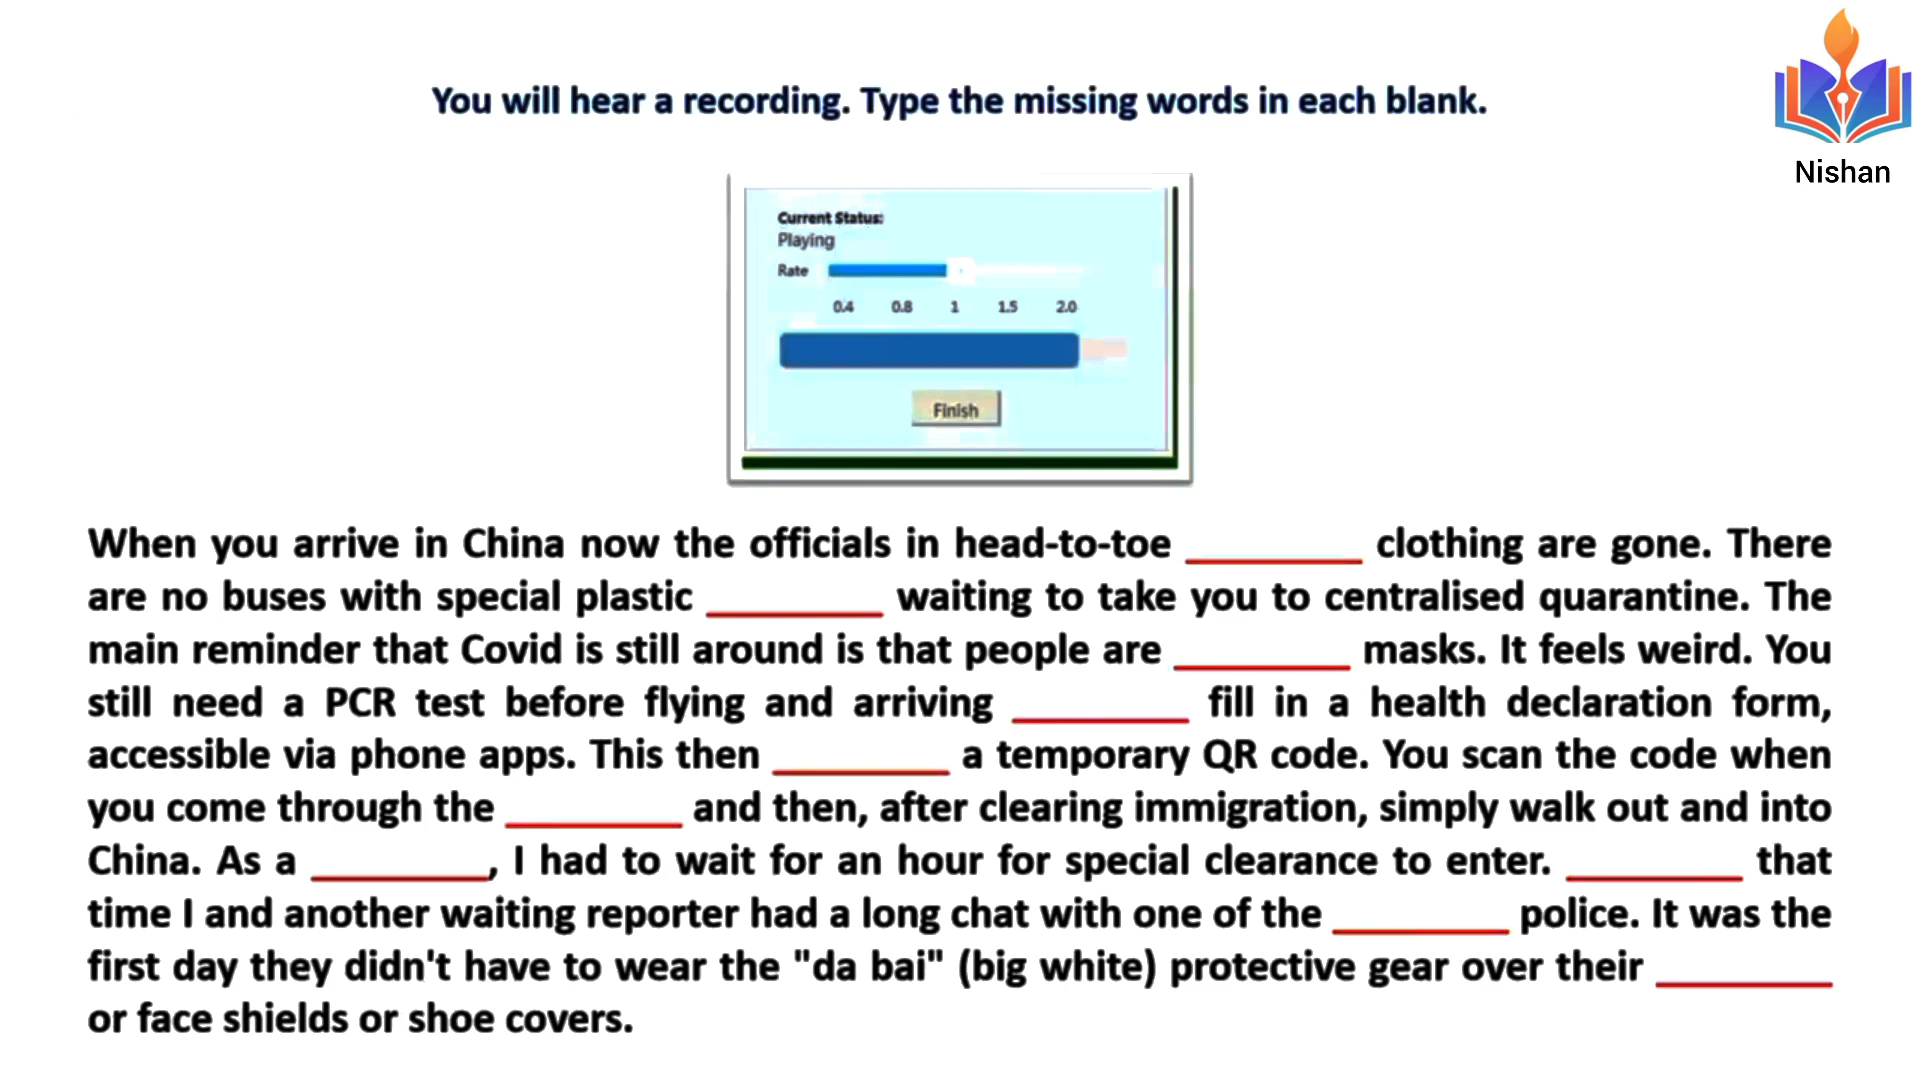 Nishan
You will hear a recording. Type the missing words in each blank.
Current Status:
Playing
Rate
0.4 0.8 1 1.5 2.0
Finish
When you arrive in China now the officials in head-to-toe ________ clothing are gone. There
are no buses with special plastic ________ waiting to take you to centralised quarantine. The
main reminder that Covid is still around is that people are ________ masks. It feels weird. You
still need a PCR test before flying and arriving ________ fill in a health declaration form,
accessible via phone apps. This then ________ a temporary QR code. You scan the code when
you come through the ________ and then, after clearing immigration, simply walk out and into
China. As a ________, I had to wait for an hour for special clearance to enter. ________ that
time I and another waiting reporter had a long chat with one of the ________ police. It was the
first day they didn't have to wear the "da bai" (big white) protective gear over their ________
or face shields or shoe covers.